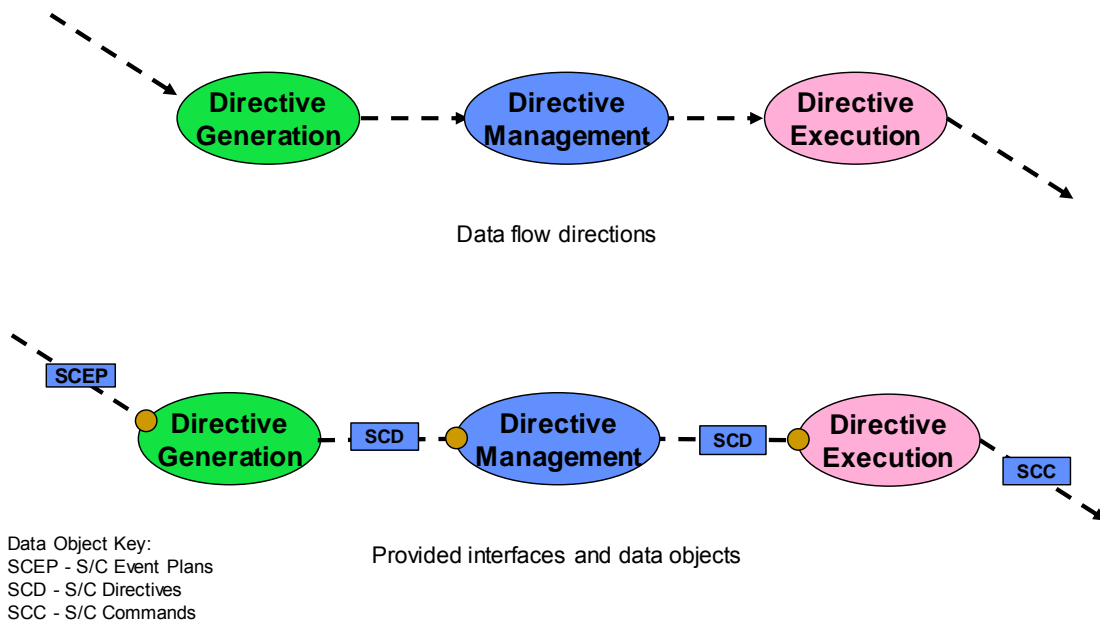 Directive
Generation
Directive
Management
Directive
Execution
Data flow directions
SCEP
Directive
Generation
SCD
Directive
Management
SCD
Directive
Execution
SCC
Provided interfaces and data objects
Data Object Key:
SCEP - S/C Event Plans
SCD - S/C Directives
SCC - S/C Commands